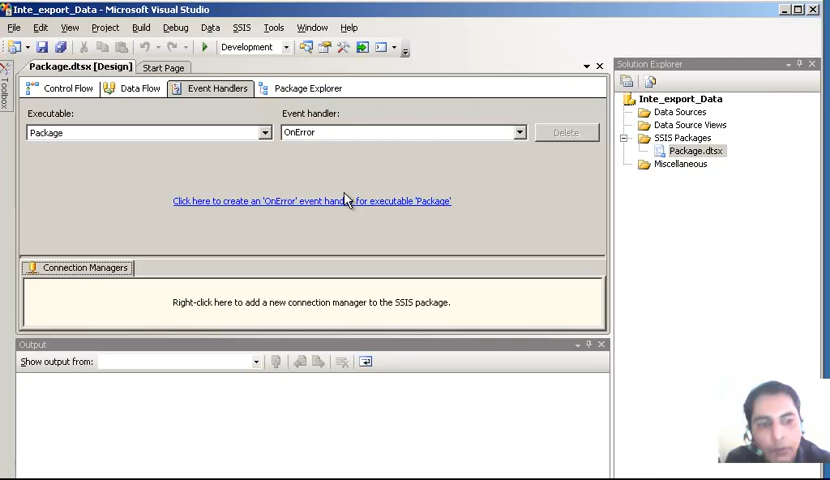 Inte_export_Data - Microsoft Visual Studio
File Edit View Project Build Debug Data SSIS Tools Window Help
Development
Package.dtsx [Design] Start Page
Solution Explorer
Toolbox
Control Flow Data Flow Event Handlers Package Explorer
Executable: Event handler:
Package OnError Delete
Click here to create an 'OnError' event handler for executable 'Package'
Connection Managers
Right-click here to add a new connection manager to the SSIS package.
Output
Show output from:
Inte_export_Data
Data Sources
Data Source Views
SSIS Packages
Package.dtsx
Miscellaneous